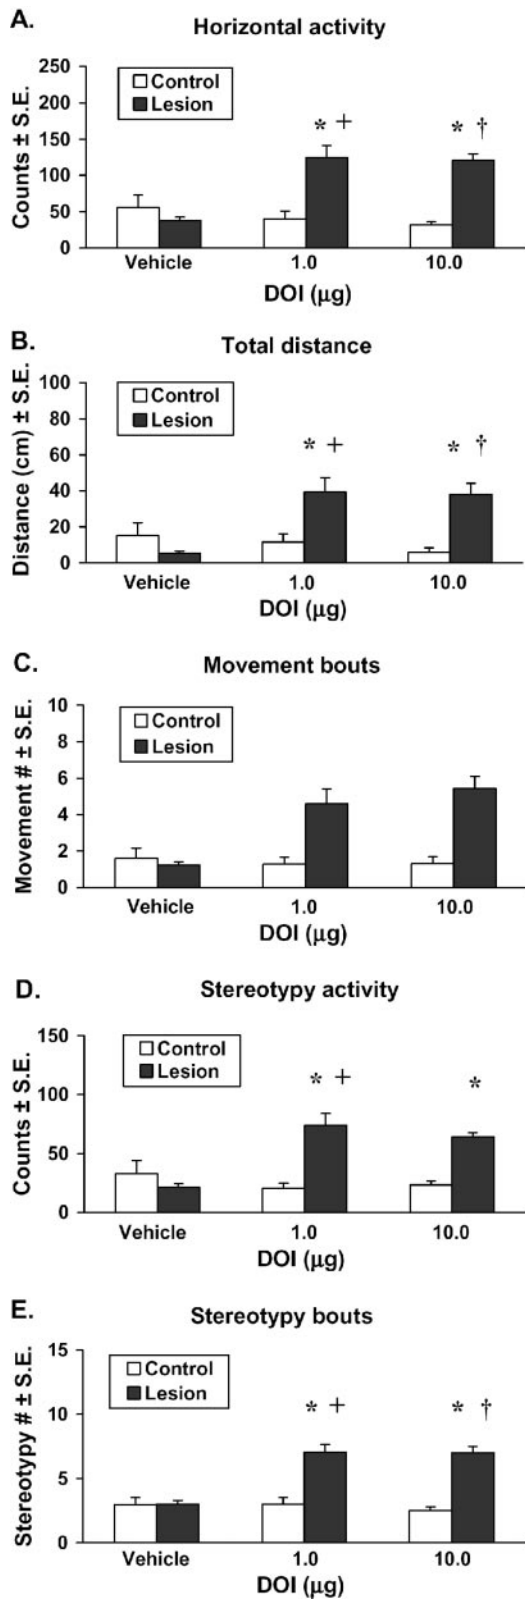 A.
Horizontal activity
Counts ± S.E.
250
200
150
100
50
0
Control
Lesion
* +
* †
Vehicle 1.0 10.0
DOI (µg)
B.
Total distance
Distance (cm) ± S.E.
100
80
60
40
20
0
Control
Lesion
* +
* †
Vehicle 1.0 10.0
DOI (µg)
C.
Movement bouts
Movement # ± S.E.
10
8
6
4
2
0
Control
Lesion
Vehicle 1.0 10.0
DOI (µg)
D.
Stereotypy activity
Counts ± S.E.
150
100
50
0
Control
Lesion
* +
*
Vehicle 1.0 10.0
DOI (µg)
E.
Stereotypy bouts
Stereotypy # ± S.E.
15
10
5
0
Control
Lesion
* +
* †
Vehicle 1.0 10.0
DOI (µg)